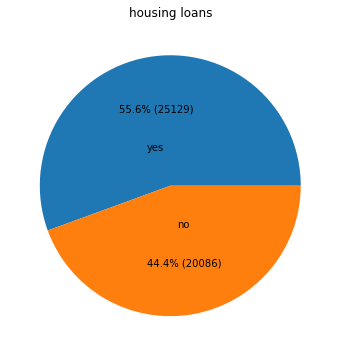 housing loans
55.6% (25129)
yes
no
44.4% (20086)